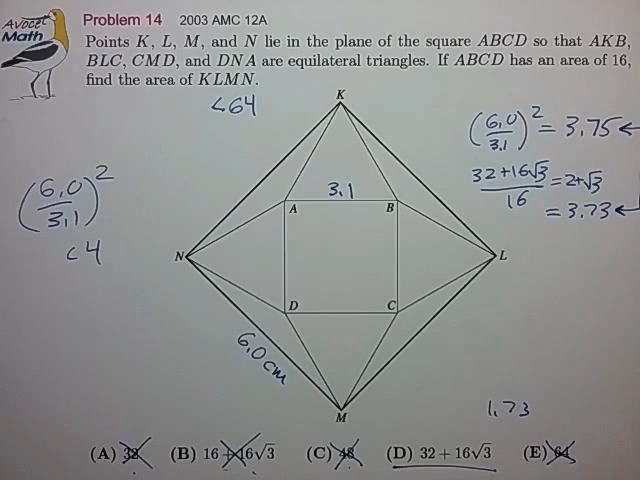 Avocet
Math
Problem 14 2003 AMC 12A
Points K, L, M, and N lie in the plane of the square ABCD so that AKB,
BLC, CMD, and DNA are equilateral triangles. If ABCD has an area of 16,
find the area of KLMN.
<64
K
(6.0/3.1)² = 3.75 ←
(32+16√3)/16 = 2+√3
= 3.73 ←
(6.0/3.1)²
< 4
3.1
A B
N L
D C
6.0cm
M
1.73
(A) 32 (B) 16 + 16√3 (C) 48 (D) 32 + 16√3 (E) 64